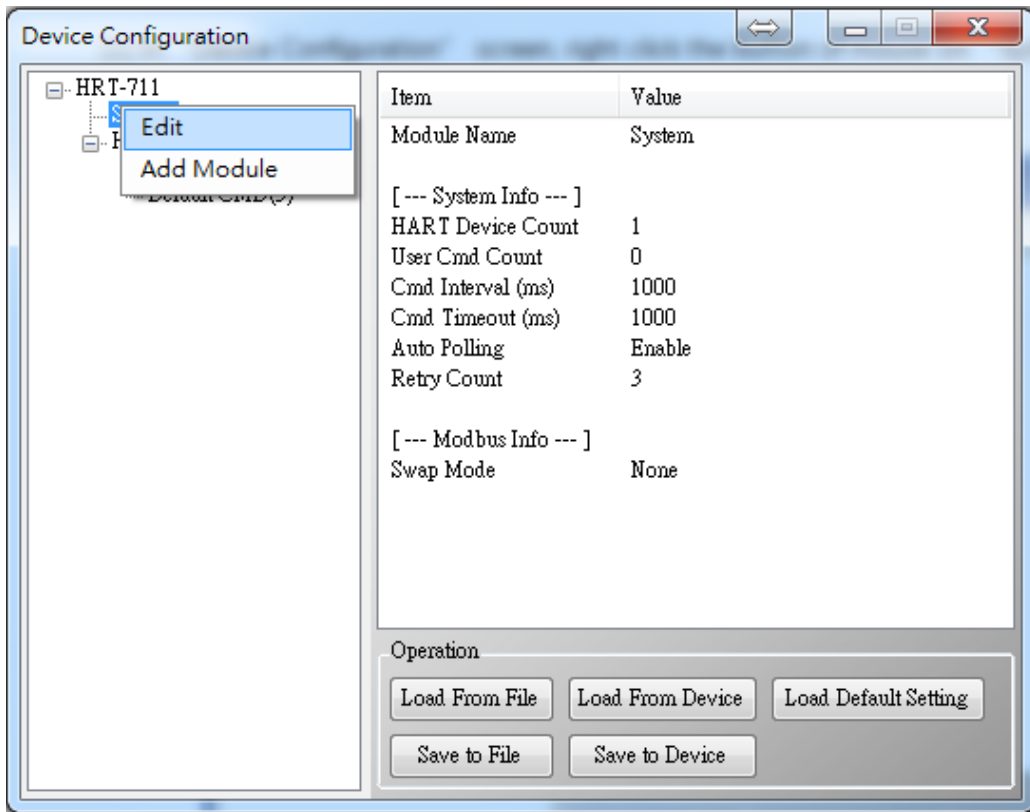 Device Configuration
HRT-711
Edit
Add Module
Item Value
Module Name System
[ --- System Info --- ]
HART Device Count 1
User Cmd Count 0
Cmd Interval (ms) 1000
Cmd Timeout (ms) 1000
Auto Polling Enable
Retry Count 3
[ --- Modbus Info --- ]
Swap Mode None
Operation
Load From File Load From Device Load Default Setting
Save to File Save to Device